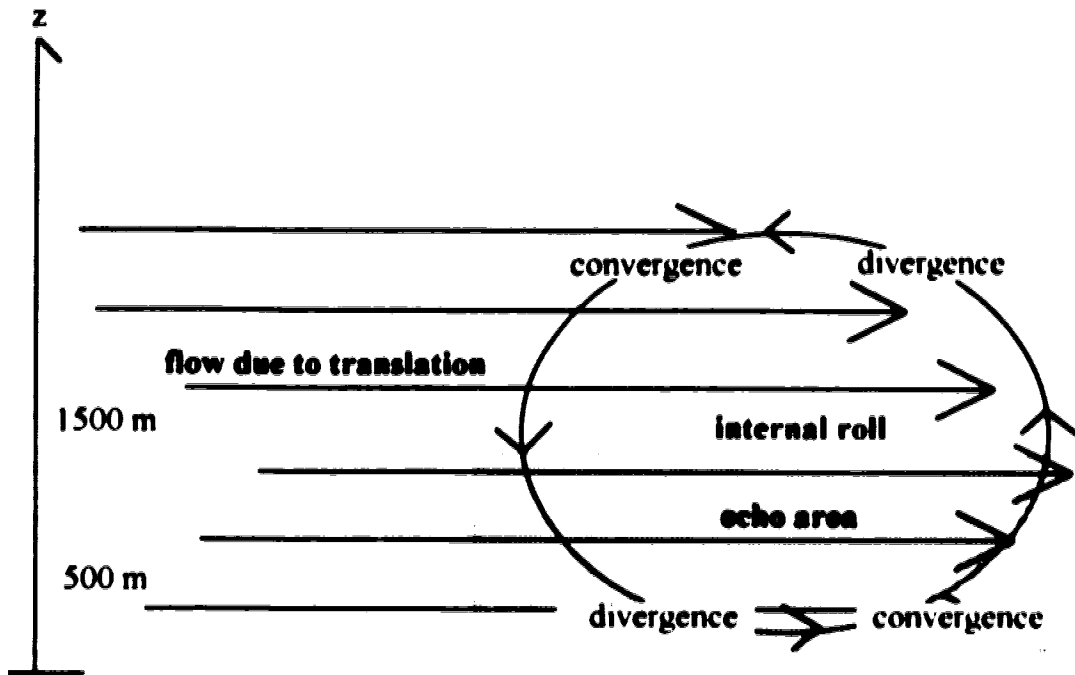 z
convergence divergence
flow due to translation
1500 m
internal roll
echo area
500 m
divergence convergence